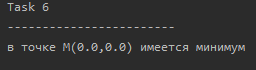 Task 6
------------------------
в точке M(0.0,0.0) имеется минимум